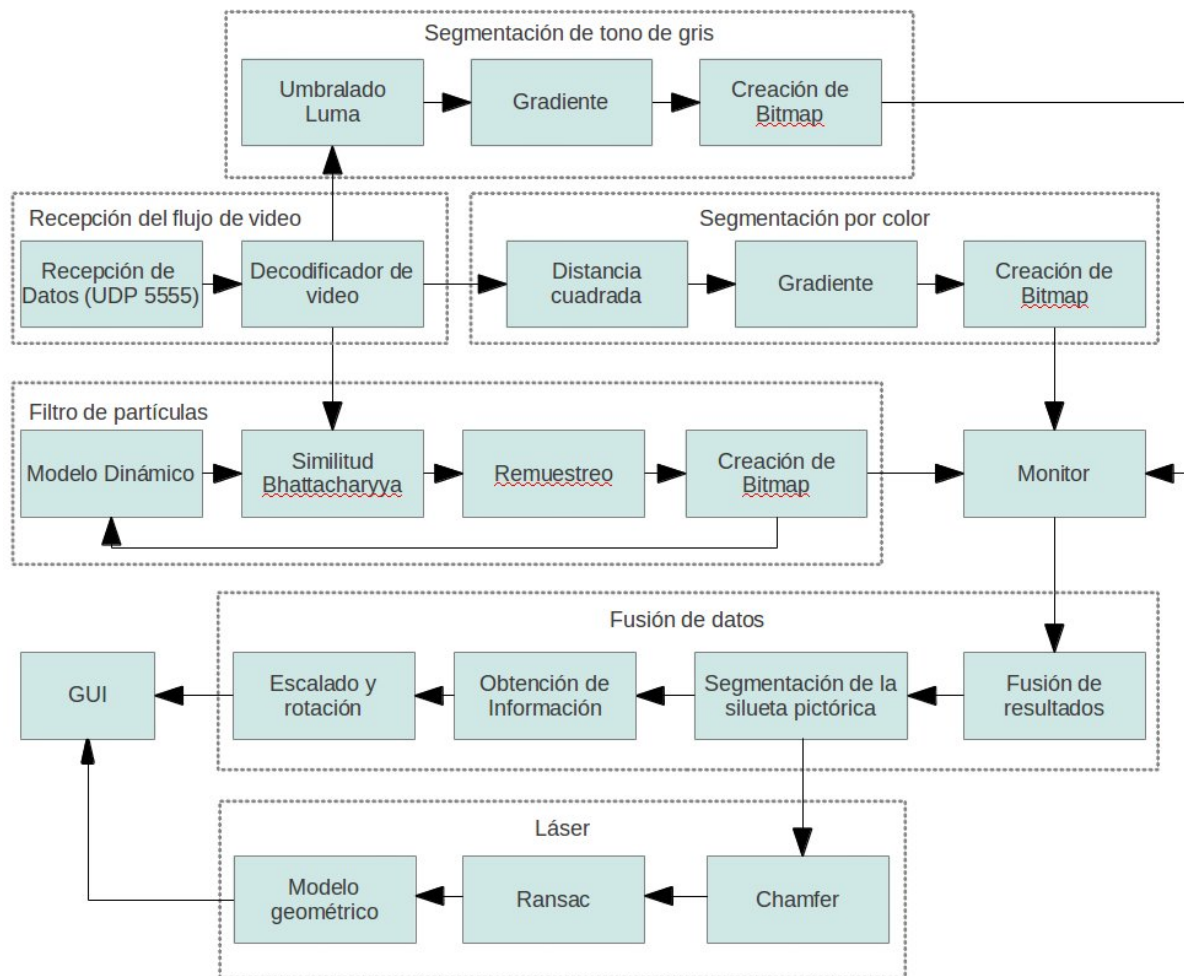 Segmentación de tono de gris
Umbralado
Luma
Gradiente
Creación de
Bitmap
Recepción del flujo de video
Recepción de
Datos (UDP 5555)
Decodificador de
video
Segmentación por color
Distancia
cuadrada
Gradiente
Creación de
Bitmap
Filtro de partículas
Modelo Dinámico
Similitud
Bhattacharyya
Remuestreo
Creación de
Bitmap
Monitor
Fusión de datos
GUI
Escalado y
rotación
Obtención de
Información
Segmentación de la
silueta pictórica
Fusión de
resultados
Láser
Modelo
geométrico
Ransac
Chamfer